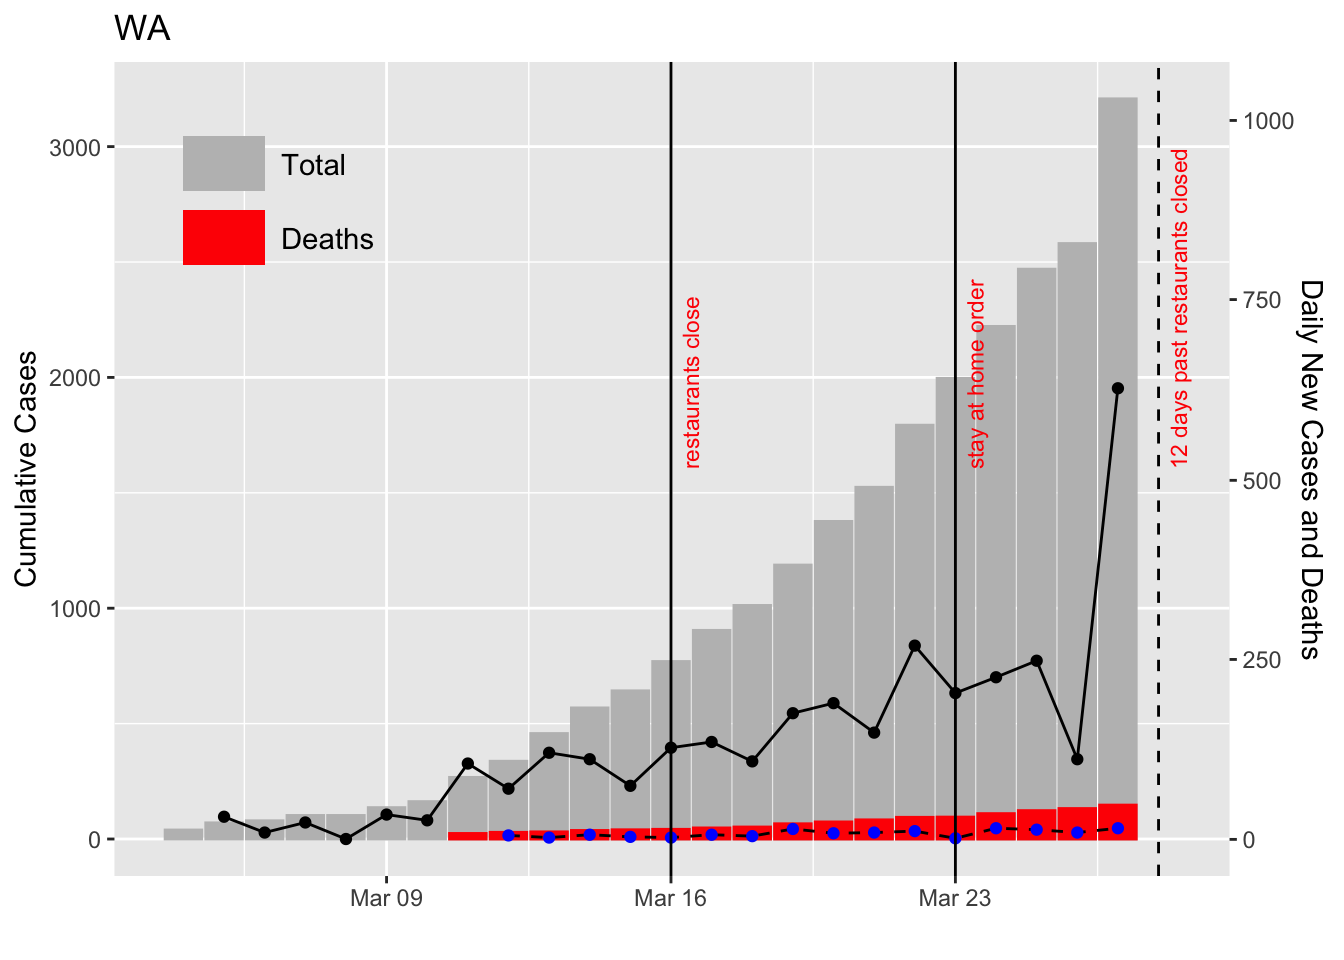 WA
3000
2000
1000
0
Cumulative Cases
Total
Deaths
restaurants close
stay at home order
12 days past restaurants closed
1000
750
500
250
0
Daily New Cases and Deaths
Mar 09
Mar 16
Mar 23